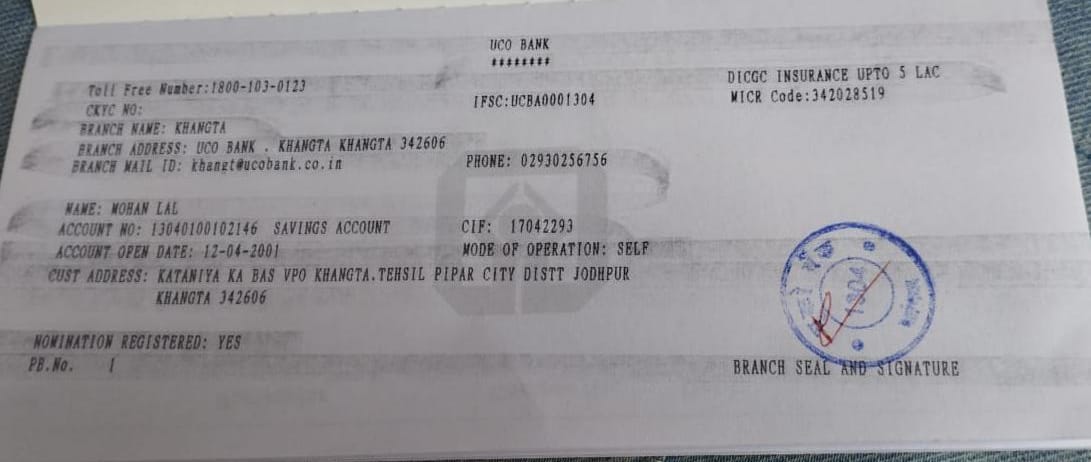 UCO BANK
********
Toll Free Number:1800-103-0123
DICGC INSURANCE UPTO 5 LAC
CKYC NO:
IFSC:UCBA0001304
MICR Code:342028519
BRANCH NAME: KHANGTA
BRANCH ADDRESS: UCO BANK . KHANGTA KHANGTA 342606
BRANCH MAIL ID: khangt@ucobank.co.in
PHONE: 02930256756
NAME: MOHAN LAL
ACCOUNT NO: 13040100102146 SAVINGS ACCOUNT
CIF: 17042293
ACCOUNT OPEN DATE: 12-04-2001
MODE OF OPERATION: SELF
CUST ADDRESS: KATANIYA KA BAS VPO KHANGTA.TEHSIL PIPAR CITY DISTT JODHPUR
KHANGTA 342606
NOMINATION REGISTERED: YES
PB.No. 1
1304
BRANCH SEAL AND SIGNATURE